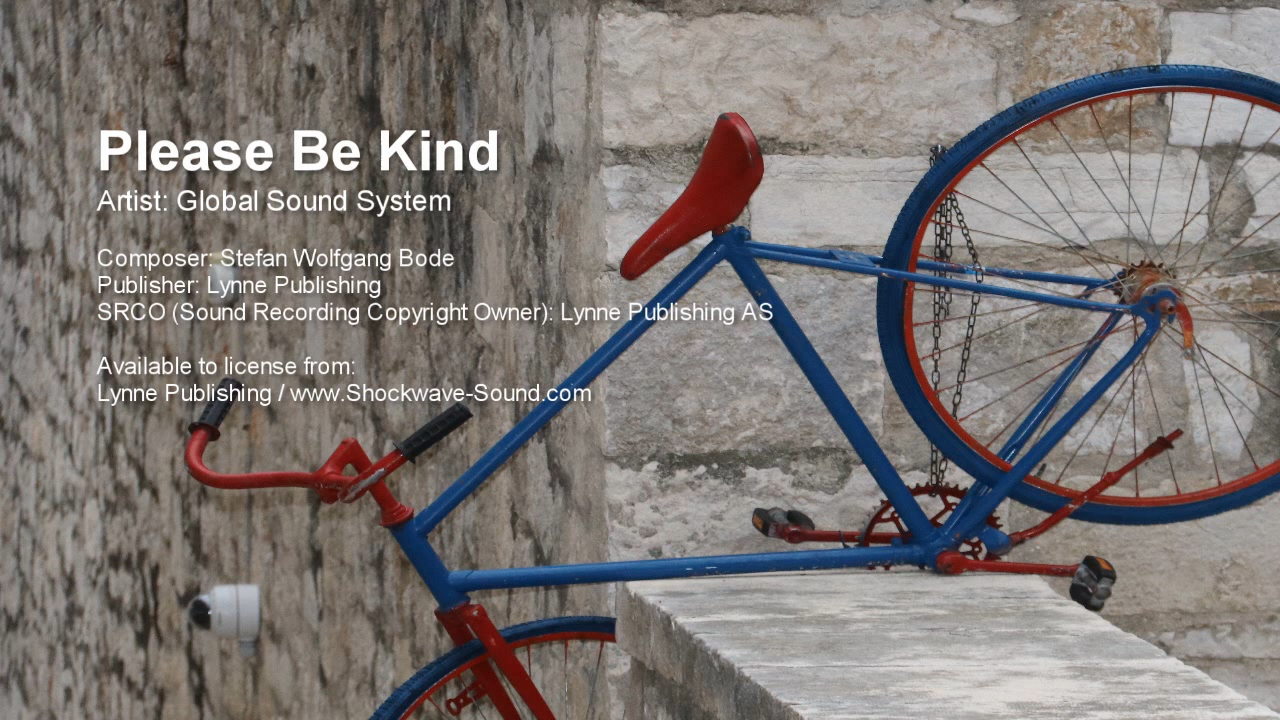 Please Be Kind
Artist: Global Sound System
Composer: Stefan Wolfgang Bode
Publisher: Lynne Publishing
SRCO (Sound Recording Copyright Owner): Lynne Publishing AS
Available to license from:
Lynne Publishing / www.Shockwave-Sound.com